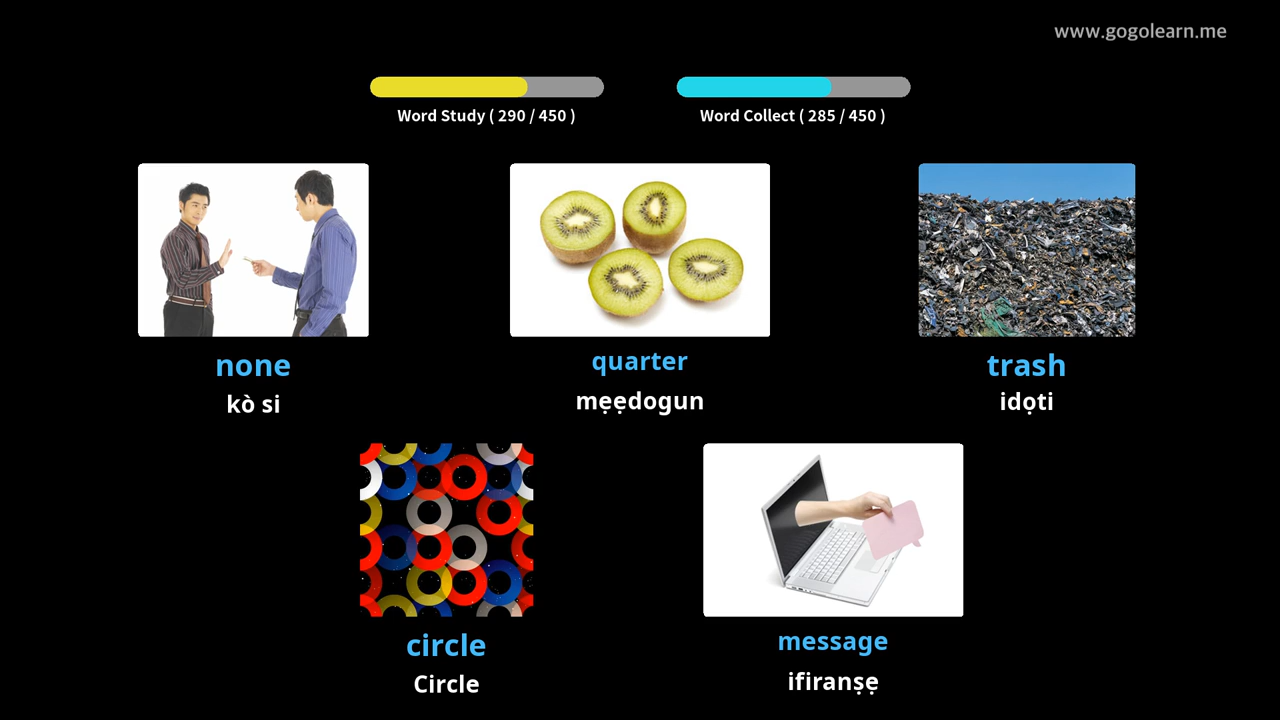 www.gogolearn.me
Word Study ( 290 / 450 )
Word Collect ( 285 / 450 )
none
kò si
quarter
mẹẹdogun
trash
idọti
circle
Circle
message
ifiranṣẹ